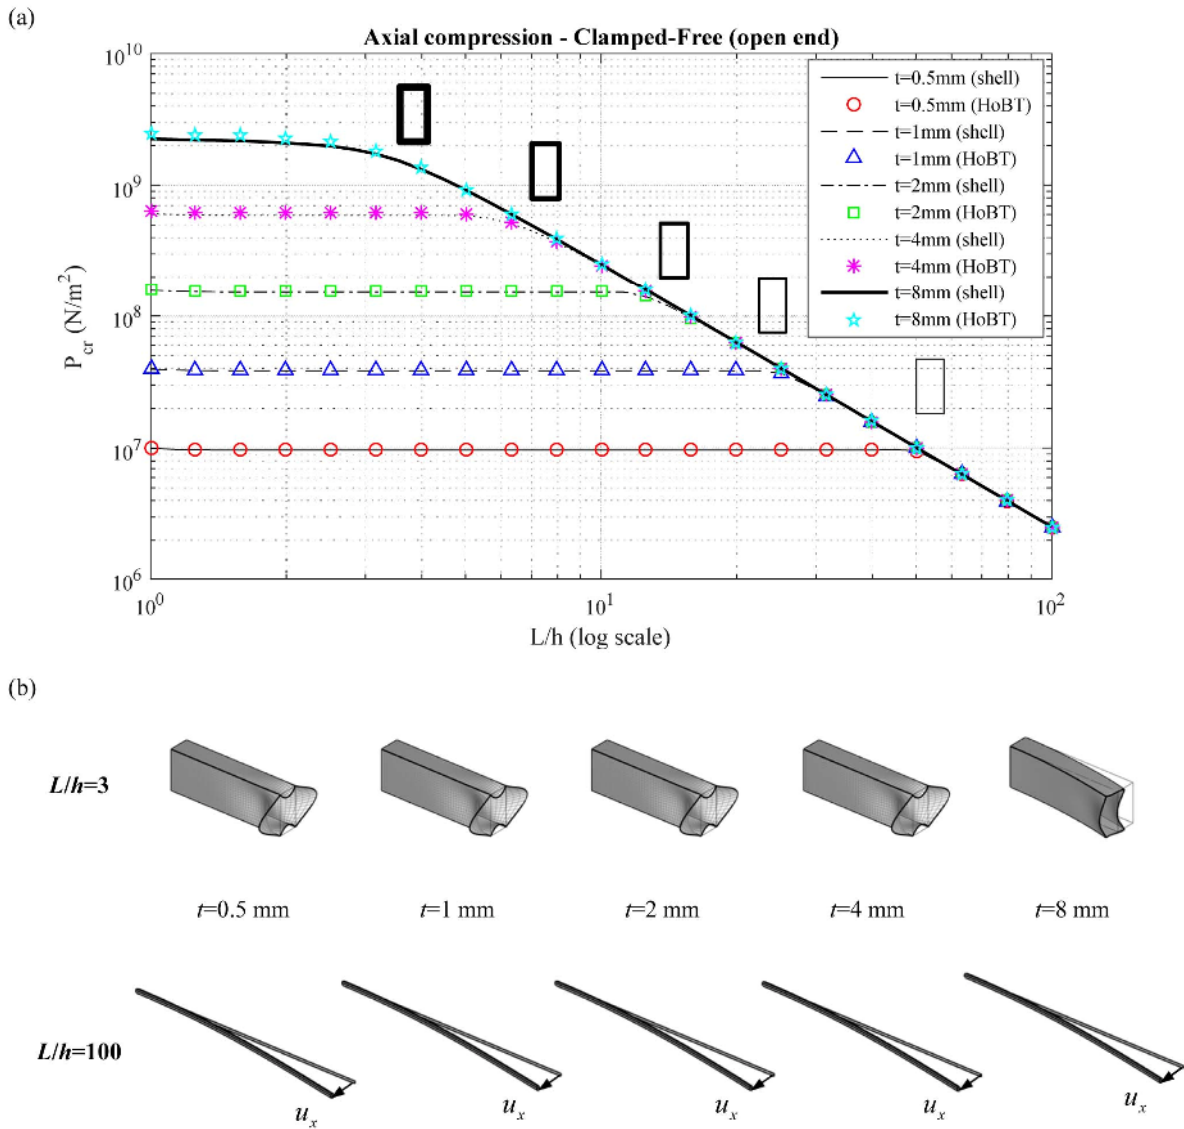 (a)
Axial compression - Clamped-Free (open end)
10^10
10^9
10^8
10^7
10^6
P_cr (N/m^2)
t=0.5mm (shell)
t=0.5mm (HoBT)
t=1mm (shell)
t=1mm (HoBT)
t=2mm (shell)
t=2mm (HoBT)
t=4mm (shell)
t=4mm (HoBT)
t=8mm (shell)
t=8mm (HoBT)
10^0 10^1 10^2
L/h (log scale)
(b)
L/h=3
t=0.5 mm t=1 mm t=2 mm t=4 mm t=8 mm
L/h=100
u_x u_x u_x u_x u_x